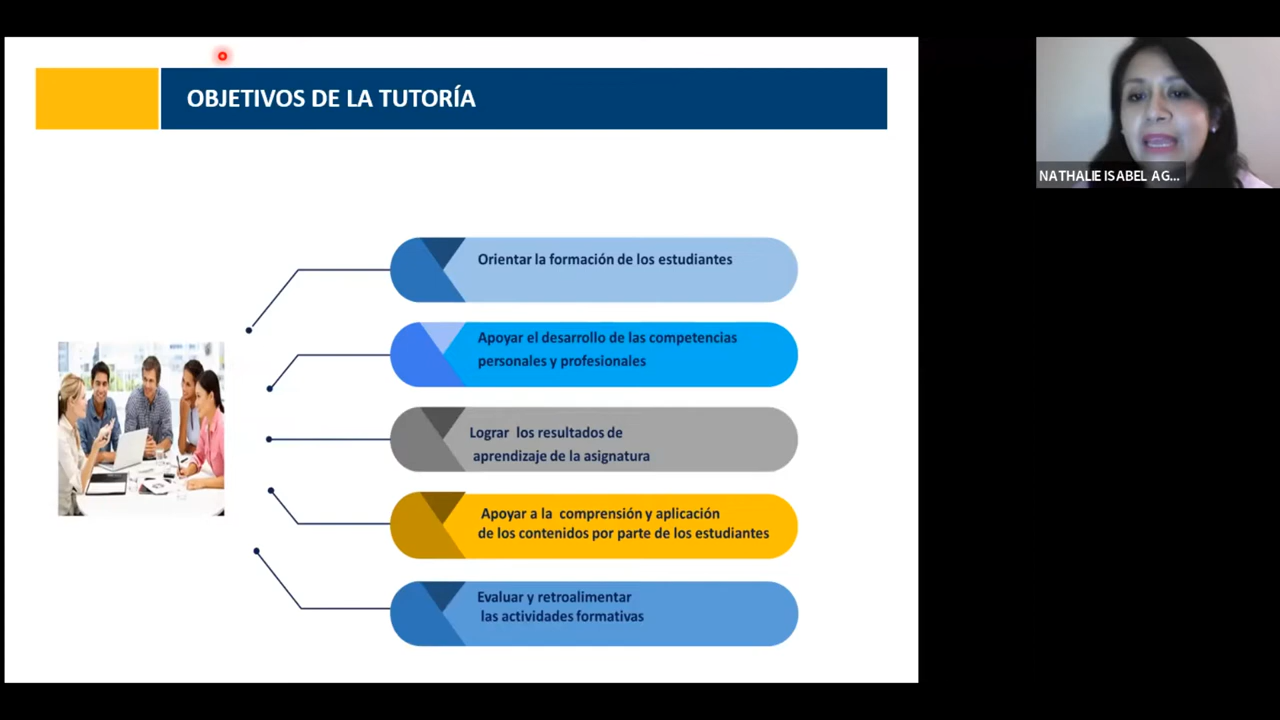 OBJETIVOS DE LA TUTORÍA
NATHALIE ISABEL AG...
Orientar la formación de los estudiantes
Apoyar el desarrollo de las competencias
personales y profesionales
Lograr los resultados de
aprendizaje de la asignatura
Apoyar a la comprensión y aplicación
de los contenidos por parte de los estudiantes
Evaluar y retroalimentar
las actividades formativas